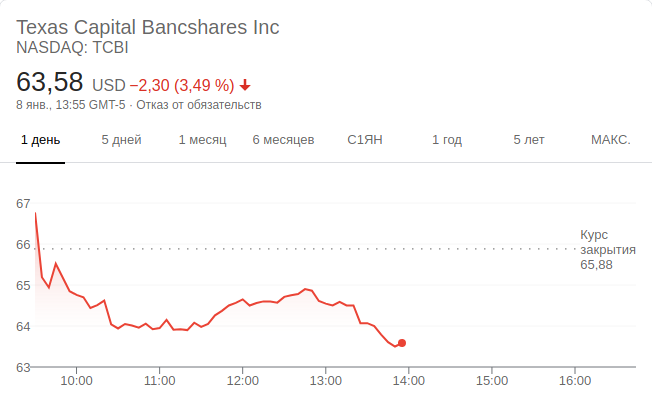 Texas Capital Bancshares Inc
NASDAQ: TCBI
63,58 USD −2,30 (3,49 %)
8 янв., 13:55 GMT-5 · Отказ от обязательств
1 день 5 дней 1 месяц 6 месяцев С1ЯН 1 год 5 лет МАКС.
67
66
65
64
63
Курс
закрытия
65,88
10:00 11:00 12:00 13:00 14:00 15:00 16:00